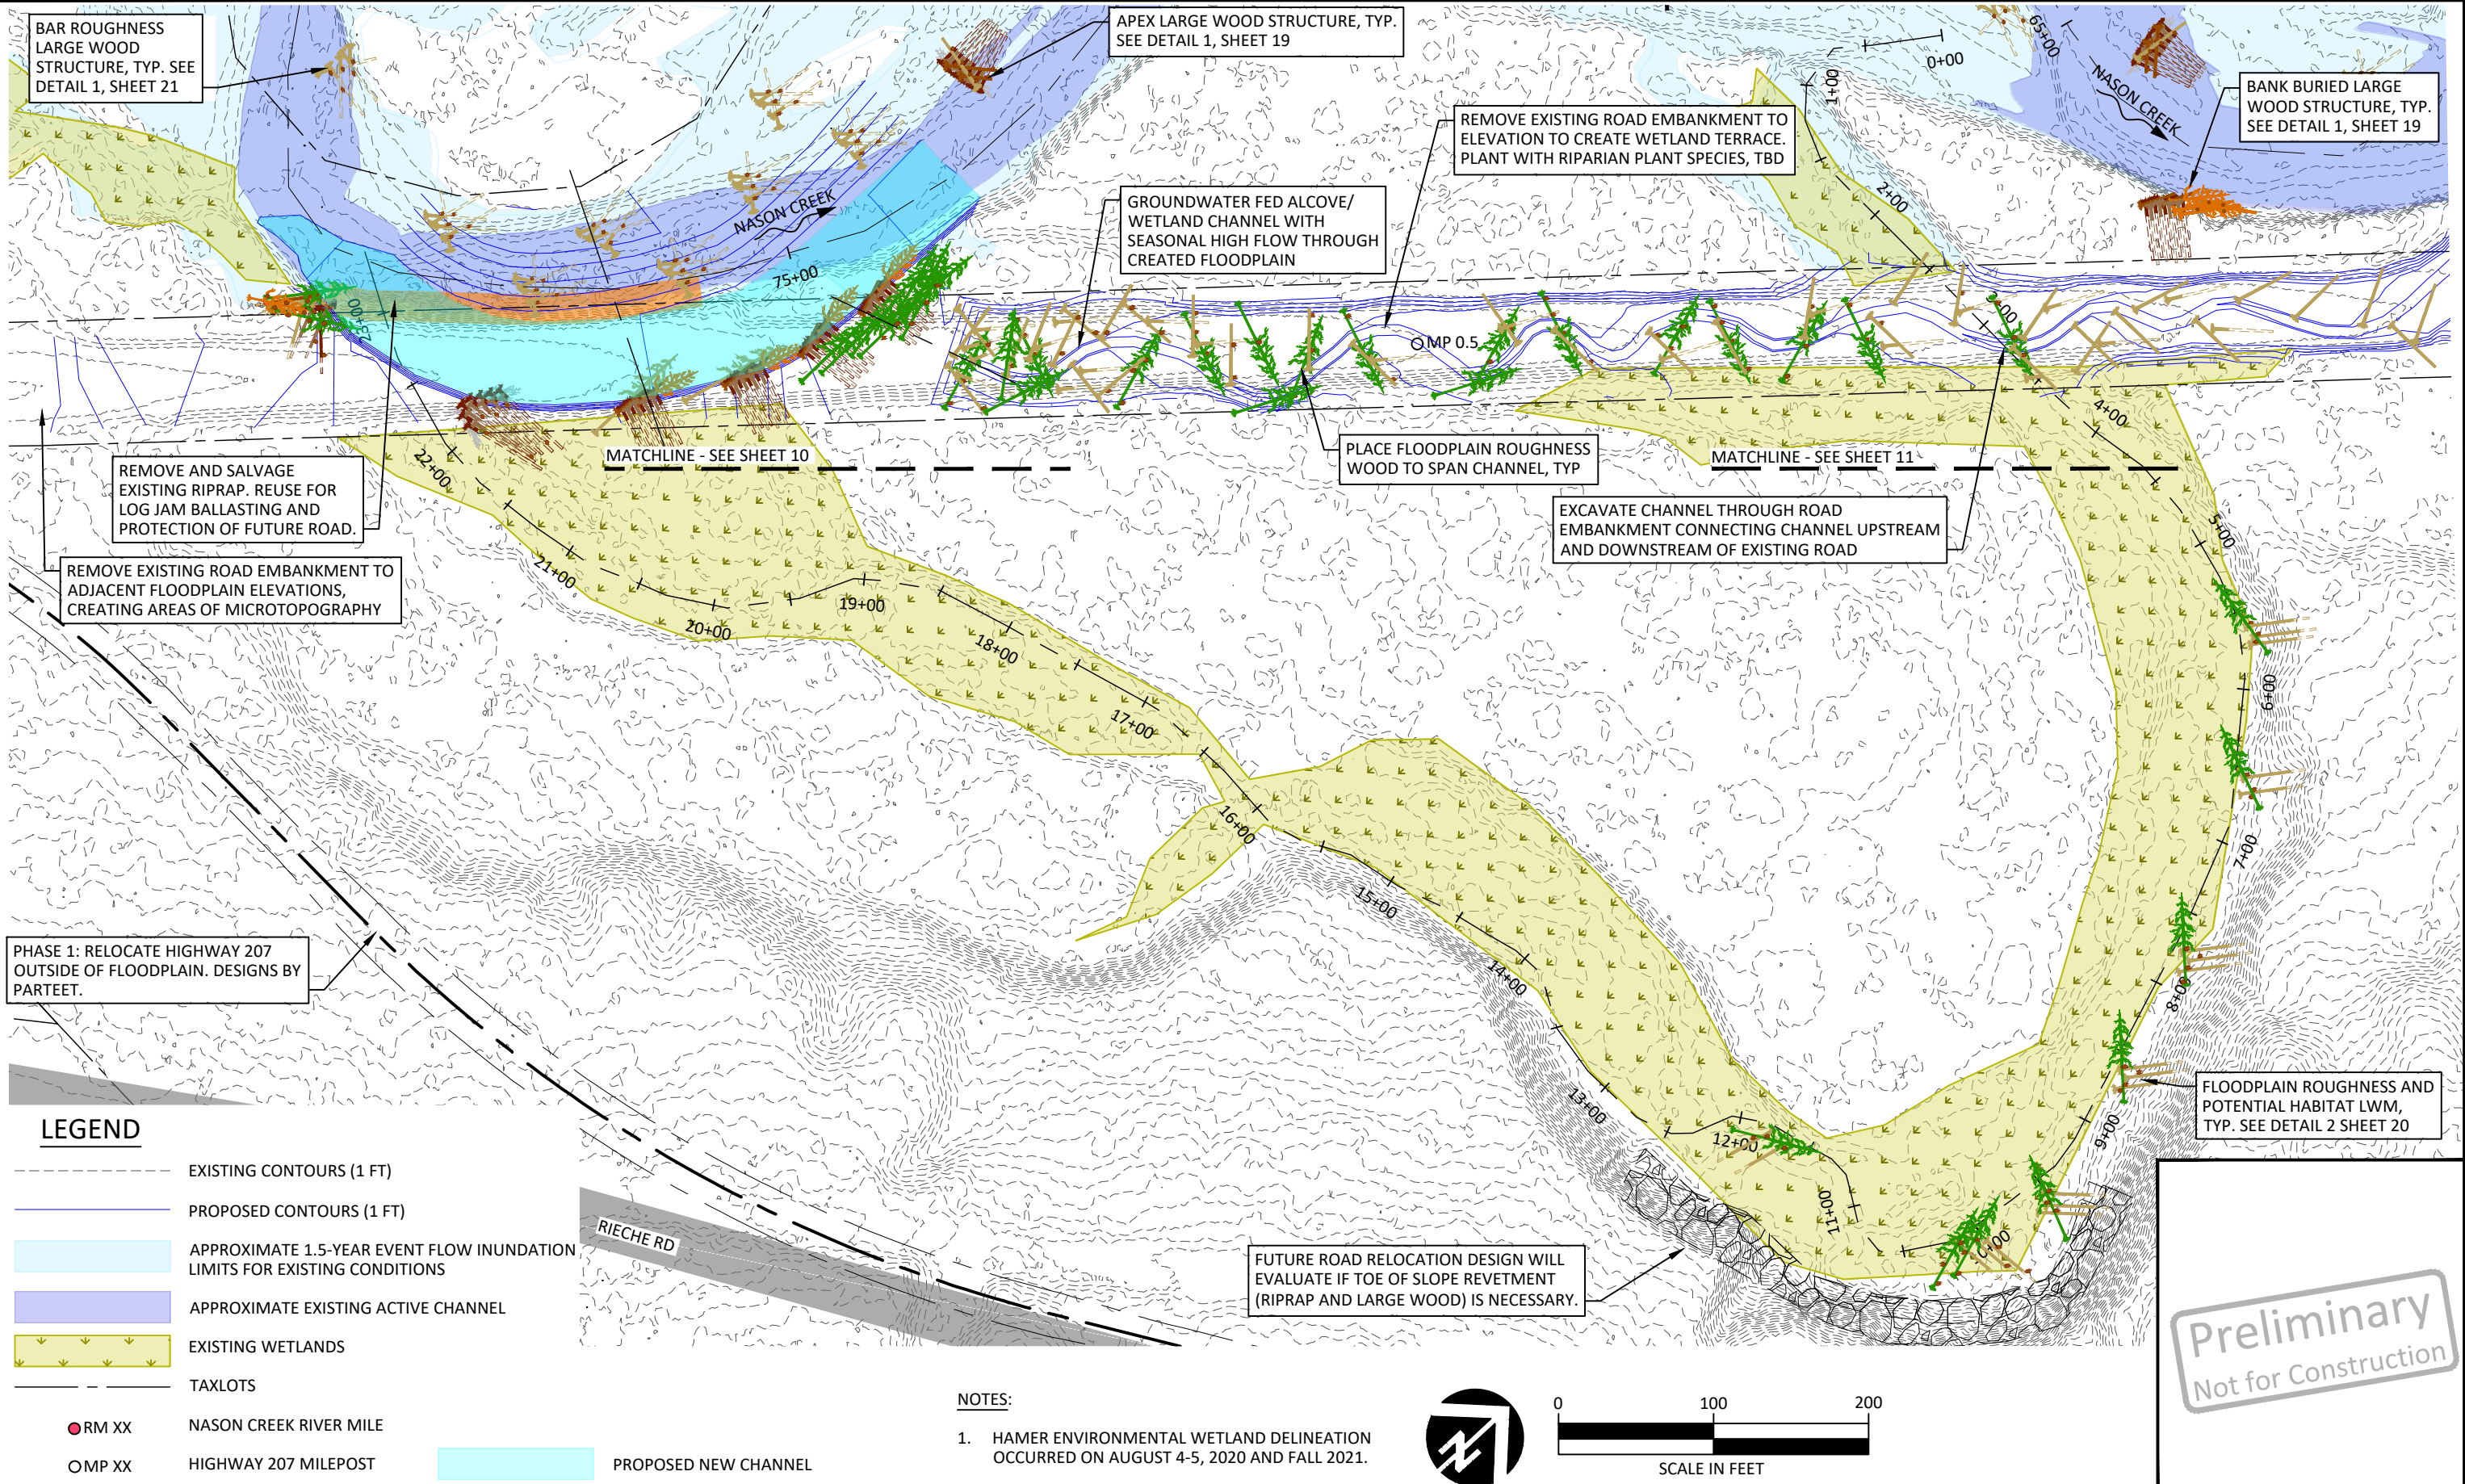 BAR ROUGHNESS
LARGE WOOD
STRUCTURE, TYP. SEE
DETAIL 1, SHEET 21
APEX LARGE WOOD STRUCTURE, TYP.
SEE DETAIL 1, SHEET 19
REMOVE EXISTING ROAD EMBANKMENT TO
ELEVATION TO CREATE WETLAND TERRACE.
PLANT WITH RIPARIAN PLANT SPECIES, TBD
BANK BURIED LARGE
WOOD STRUCTURE, TYP.
SEE DETAIL 1, SHEET 19
GROUNDWATER FED ALCOVE/
WETLAND CHANNEL WITH
SEASONAL HIGH FLOW THROUGH
CREATED FLOODPLAIN
NASON CREEK
NASON CREEK
65+00
0+00
1+00
2+00
75+00
MP 0.5
4+00
5+00
6+00
7+00
9+00
11+00
12+00
13+00
14+00
15+00
16+00
17+00
18+00
19+00
20+00
21+00
22+00
MATCHLINE - SEE SHEET 10
MATCHLINE - SEE SHEET 11
PLACE FLOODPLAIN ROUGHNESS
WOOD TO SPAN CHANNEL, TYP
REMOVE AND SALVAGE
EXISTING RIPRAP. REUSE FOR
LOG JAM BALLASTING AND
PROTECTION OF FUTURE ROAD.
EXCAVATE CHANNEL THROUGH ROAD
EMBANKMENT CONNECTING CHANNEL UPSTREAM
AND DOWNSTREAM OF EXISTING ROAD
REMOVE EXISTING ROAD EMBANKMENT TO
ADJACENT FLOODPLAIN ELEVATIONS,
CREATING AREAS OF MICROTOPOGRAPHY
PHASE 1: RELOCATE HIGHWAY 207
OUTSIDE OF FLOODPLAIN. DESIGNS BY
PARTEET.
FLOODPLAIN ROUGHNESS AND
POTENTIAL HABITAT LWM,
TYP. SEE DETAIL 2 SHEET 20
FUTURE ROAD RELOCATION DESIGN WILL
EVALUATE IF TOE OF SLOPE REVETMENT
(RIPRAP AND LARGE WOOD) IS NECESSARY.
RIECHE RD
LEGEND
EXISTING CONTOURS (1 FT)
PROPOSED CONTOURS (1 FT)
APPROXIMATE 1.5-YEAR EVENT FLOW INUNDATION
LIMITS FOR EXISTING CONDITIONS
APPROXIMATE EXISTING ACTIVE CHANNEL
EXISTING WETLANDS
TAXLOTS
RM XX NASON CREEK RIVER MILE
MP XX HIGHWAY 207 MILEPOST
PROPOSED NEW CHANNEL
NOTES:
1. HAMER ENVIRONMENTAL WETLAND DELINEATION
OCCURRED ON AUGUST 4-5, 2020 AND FALL 2021.
N
0 100 200
SCALE IN FEET
Preliminary
Not for Construction